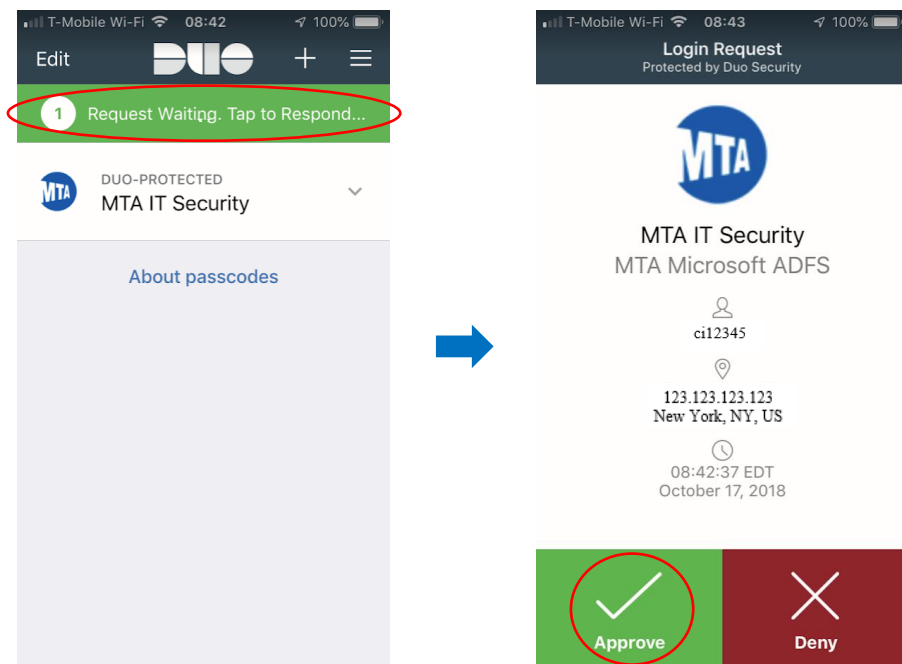 T-Mobile Wi-Fi 08:42 100%
Edit DUO
1 Request Waiting. Tap to Respond...
MTA DUO-PROTECTED
MTA IT Security
About passcodes
T-Mobile Wi-Fi 08:43 100%
Login Request
Protected by Duo Security
MTA
MTA IT Security
MTA Microsoft ADFS
ci12345
123.123.123.123
New York, NY, US
08:42:37 EDT
October 17, 2018
Approve Deny